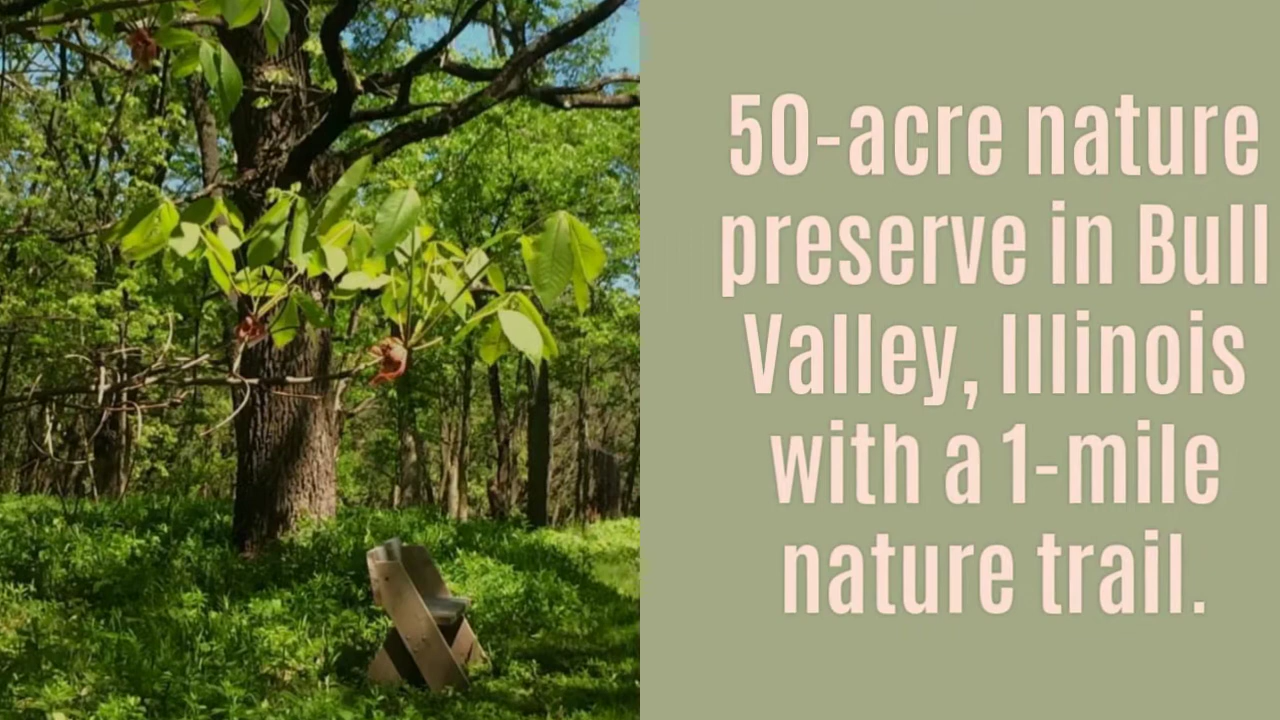 50-acre nature
preserve in Bull
Valley, Illinois
with a 1-mile
nature trail.